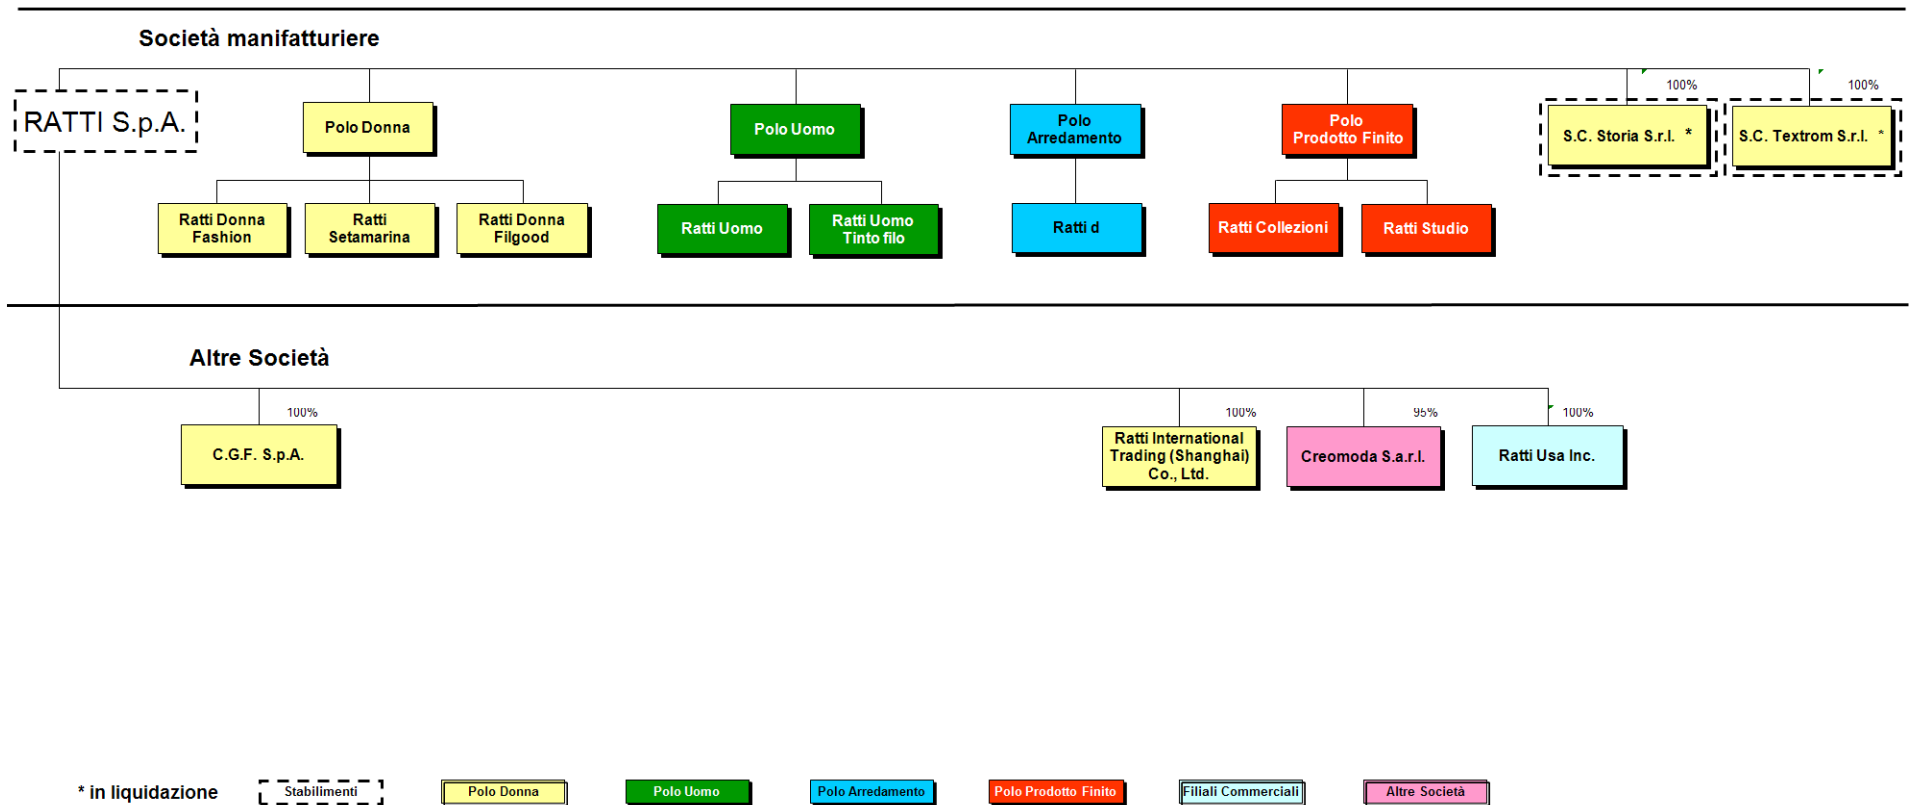 Società manifatturiere
100%
100%
RATTI S.p.A.
Polo Donna
Polo Uomo
Polo
Arredamento
Polo
Prodotto Finito
S.C. Storia S.r.l. *
S.C. Textrom S.r.l. *
Ratti Donna
Fashion
Ratti
Setamarina
Ratti Donna
Filgood
Ratti Uomo
Ratti Uomo
Tinto filo
Ratti d
Ratti Collezioni
Ratti Studio
Altre Società
100%
100%
95%
100%
C.G.F. S.p.A.
Ratti International
Trading (Shanghai)
Co., Ltd.
Creomoda S.a.r.l.
Ratti Usa Inc.
* in liquidazione
Stabilimenti
Polo Donna
Polo Uomo
Polo Arredamento
Polo Prodotto Finito
Filiali Commerciali
Altre Società